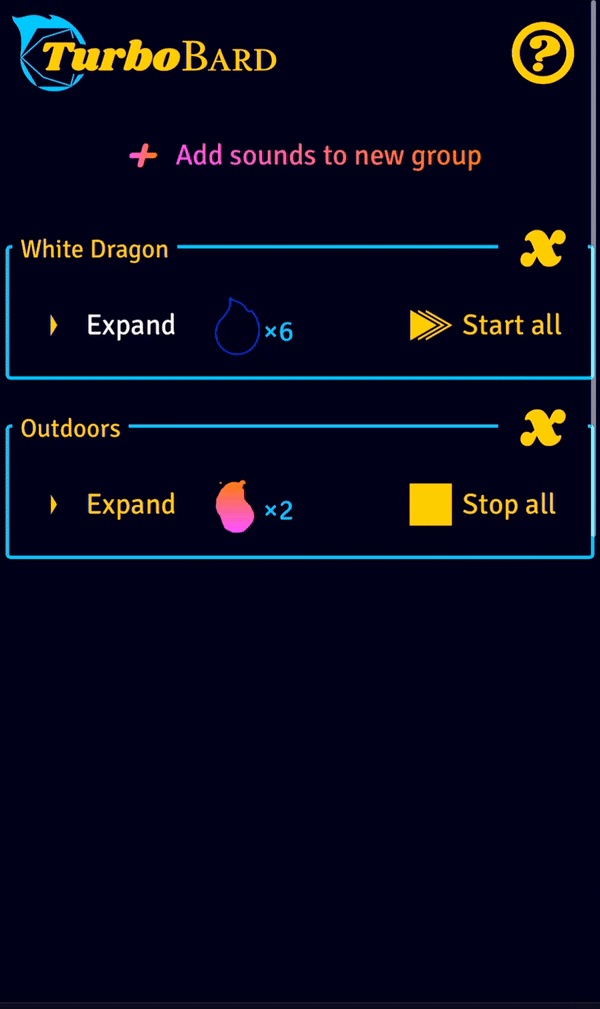 TurboBard ?
+ Add sounds to new group
White Dragon x
Expand ×6 Start all
Outdoors x
Expand ×2 Stop all